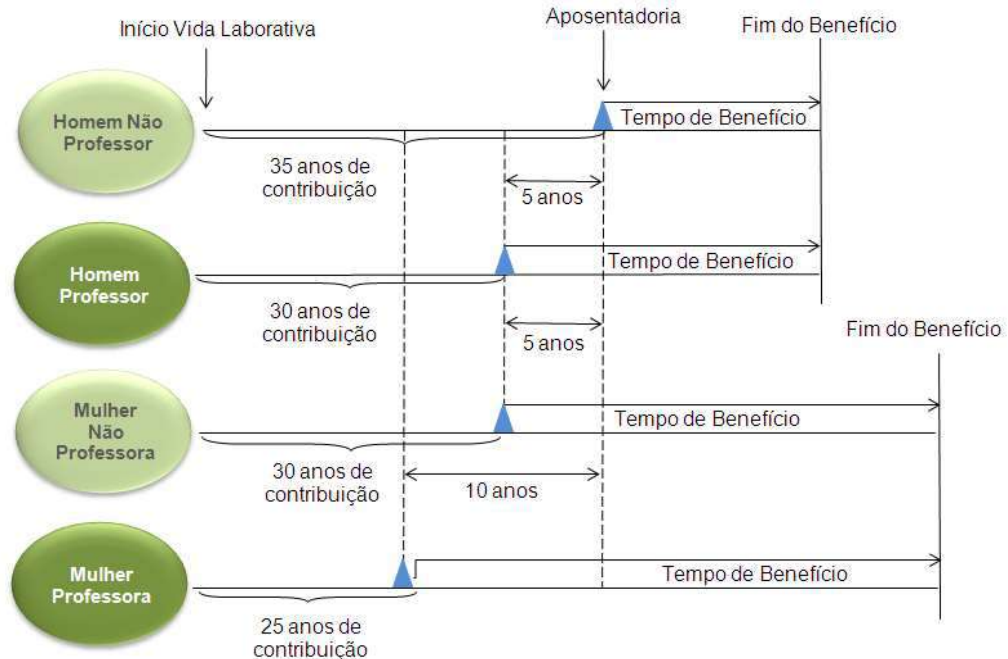 Início Vida Laborativa
Aposentadoria
Fim do Benefício
Homem Não
Professor
Tempo de Benefício
35 anos de
contribuição
5 anos
Homem
Professor
Tempo de Benefício
30 anos de
contribuição
5 anos
Fim do Benefício
Mulher
Não
Professora
Tempo de Benefício
30 anos de
contribuição
10 anos
Mulher
Professora
Tempo de Benefício
25 anos de
contribuição